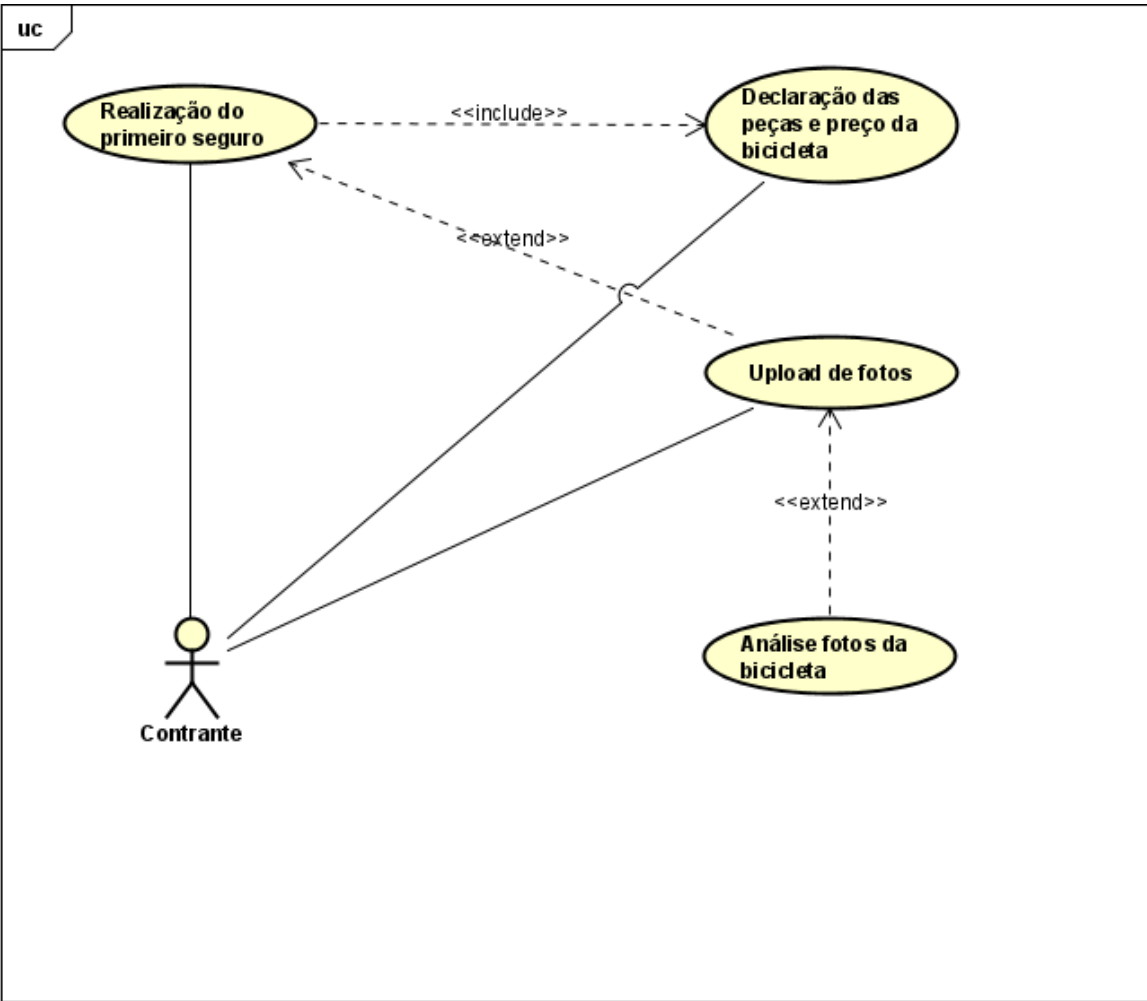 uc
Realização do
primeiro seguro
<<include>>
Declaração das
peças e preço da
bicicleta
<<extend>>
Upload de fotos
<<extend>>
Análise fotos da
bicicleta
Contrante